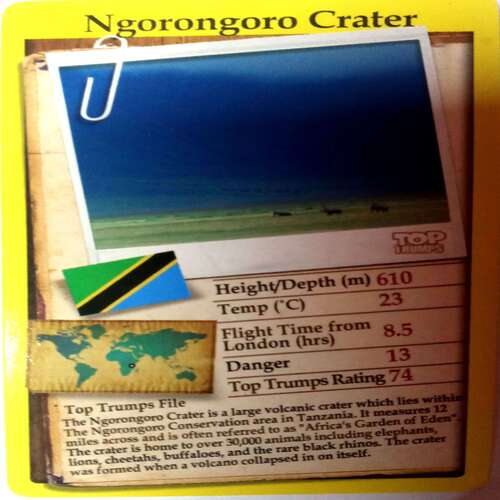 Ngorongoro Crater
TOP
TRUMPS
Height/Depth (m) 610
Temp (°C) 23
Flight Time from
London (hrs) 8.5
Danger 13
Top Trumps Rating 74
Top Trumps File
The Ngorongoro Crater is a large volcanic crater which lies within
The Ngorongoro Conservation area in Tanzania. It measures 12
miles across and is often referred to as "Africa's Garden of Eden".
The crater is home to over 30,000 animals including elephants,
lions, cheetahs, buffaloes, and the rare black rhinos. The crater
was formed when a volcano collapsed in on itself.